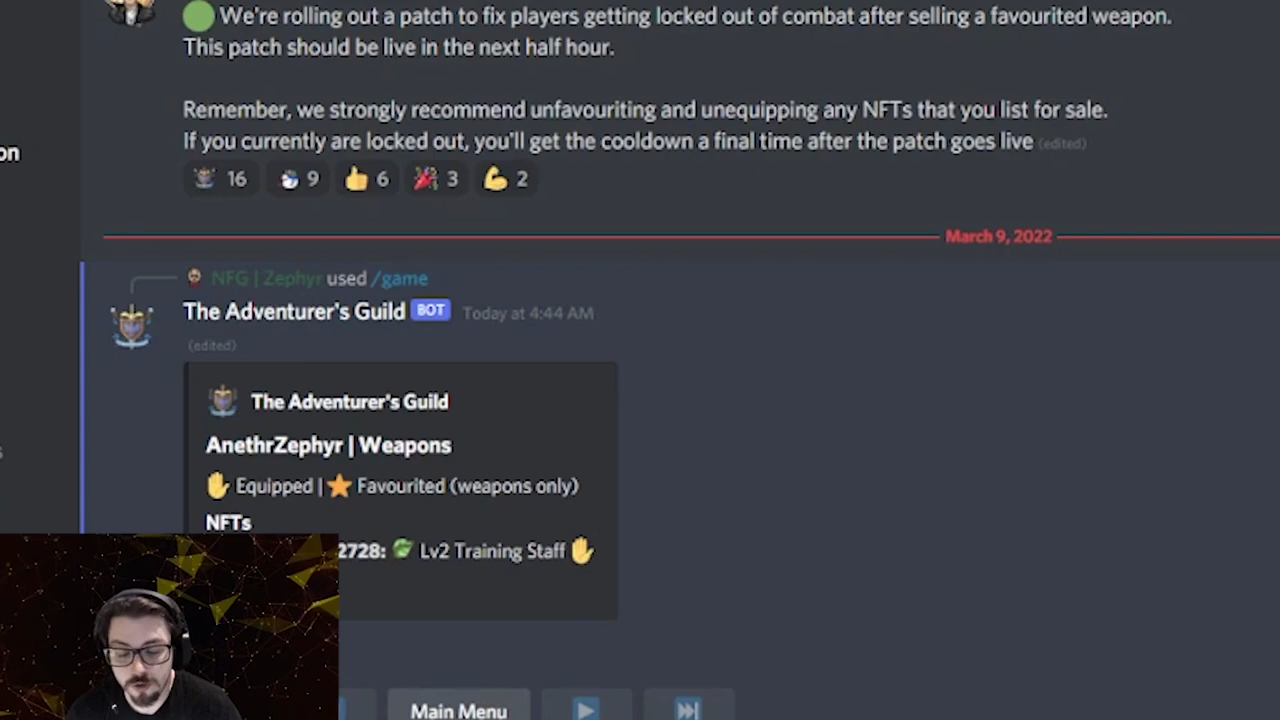 We're rolling out a patch to fix players getting locked out of combat after selling a favourited weapon.
This patch should be live in the next half hour.
Remember, we strongly recommend unfavouriting and unequipping any NFTs that you list for sale.
If you currently are locked out, you'll get the cooldown a final time after the patch goes live (edited)
on
16 9 6 3 2
March 9, 2022
NFG | Zephyr used /game
The Adventurer's Guild BOT Today at 4:44 AM
(edited)
The Adventurer's Guild
AnethrZephyr | Weapons
Equipped | Favourited (weapons only)
NFTs
s
2728: Lv2 Training Staff
Main Menu